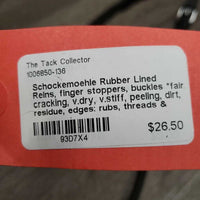 The Tack Collector
1006850-136
Schockemoehle Rubber Lined
Reins, finger stoppers, buckles *fair,
cracking, v.dry, v.stiff, peeling, dirt,
residue, edges: rubs, threads &
93D7X4
$26.50